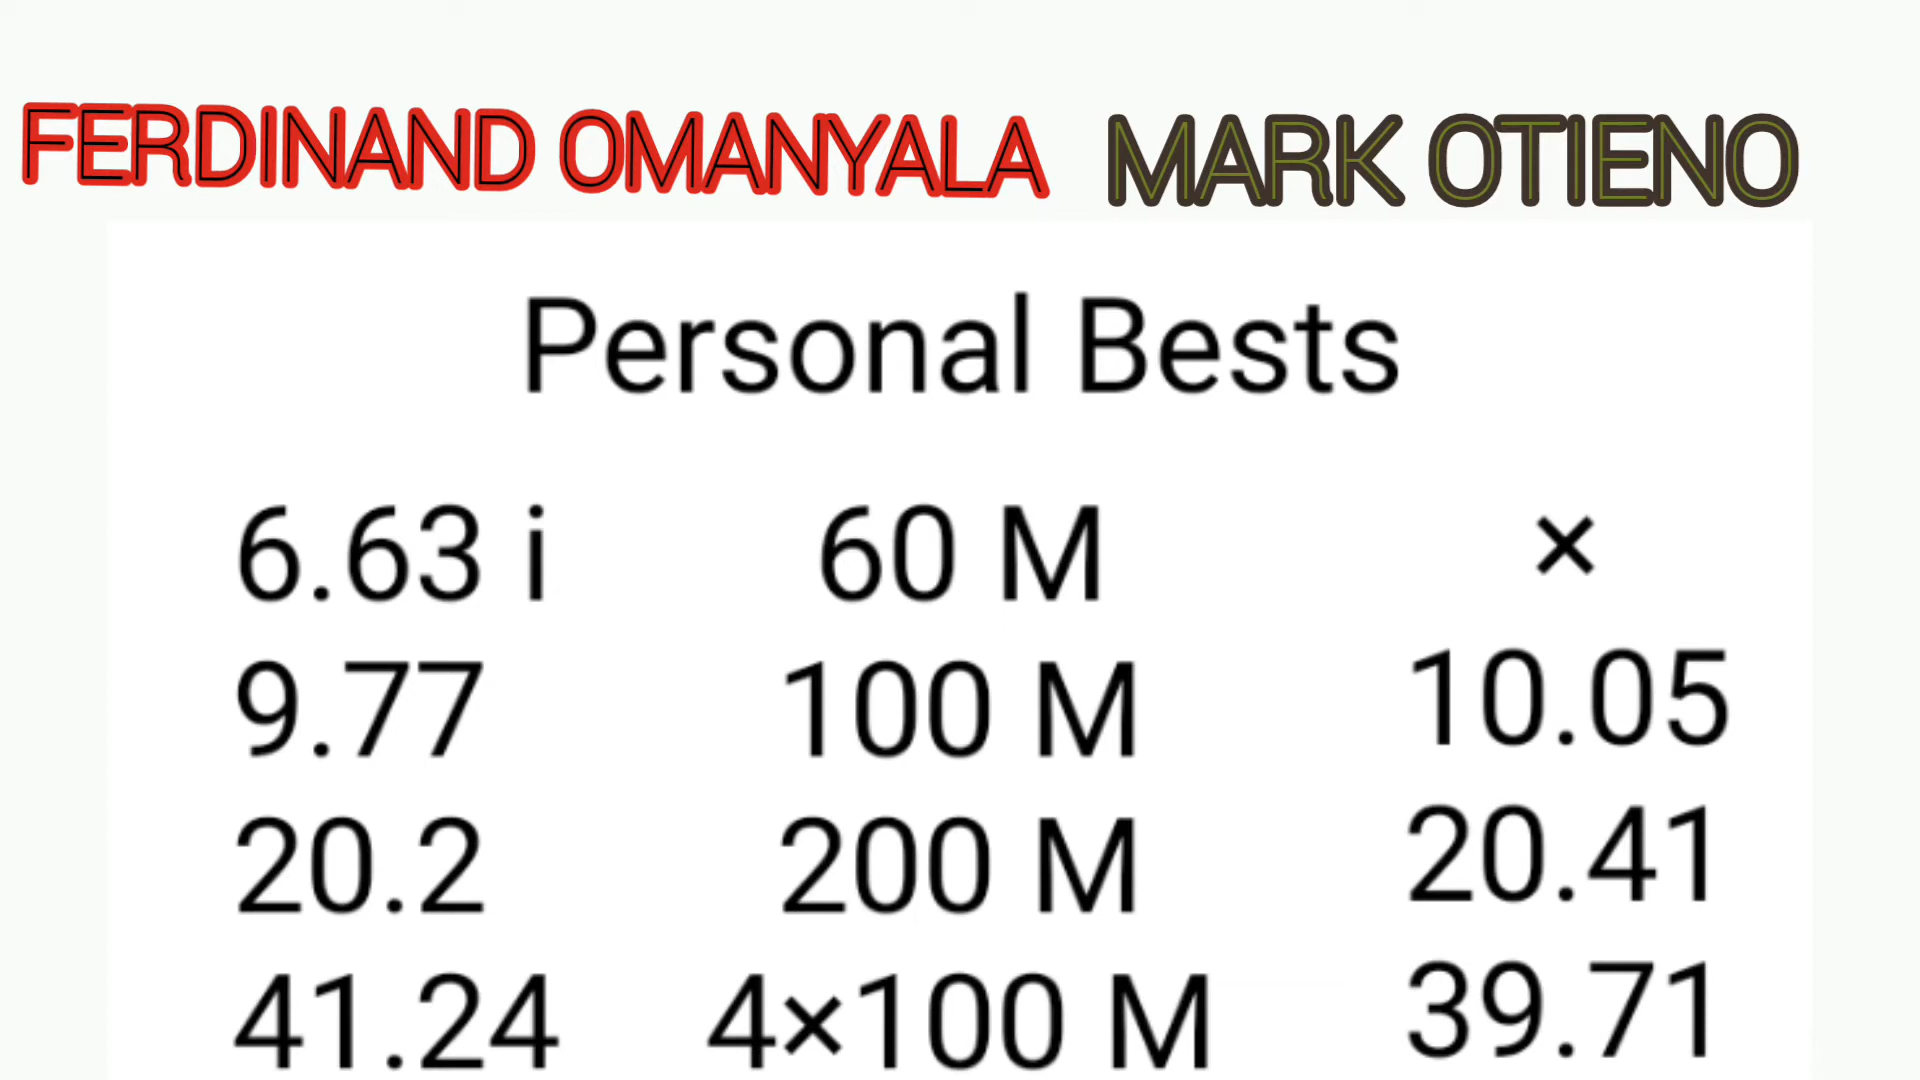 FERDINAND OMANYALA MARK OTIENO
Personal Bests
6.63 i 60 M ×
9.77 100 M 10.05
20.2 200 M 20.41
41.24 4×100 M 39.71